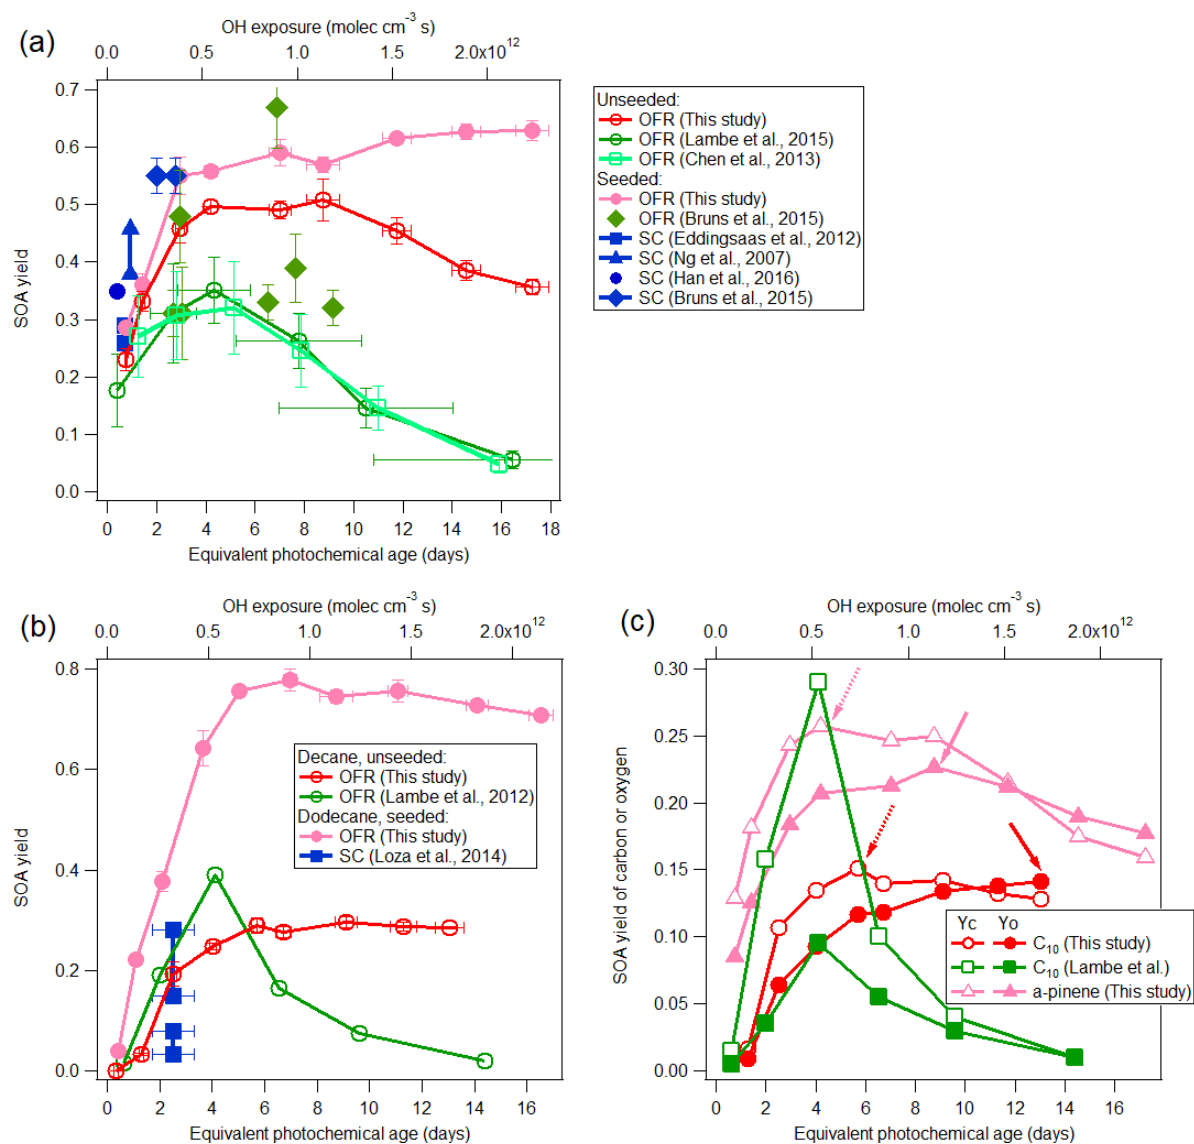 (a)
OH exposure (molec cm⁻³ s)
0.0 0.5 1.0 1.5 2.0x10¹²
SOA yield
0.7
0.6
0.5
0.4
0.3
0.2
0.1
0.0
0 2 4 6 8 10 12 14 16 18
Equivalent photochemical age (days)
Unseeded:
OFR (This study)
OFR (Lambe et al., 2015)
OFR (Chen et al., 2013)
Seeded:
OFR (This study)
OFR (Bruns et al., 2015)
SC (Eddingsaas et al., 2012)
SC (Ng et al., 2007)
SC (Han et al., 2016)
SC (Bruns et al., 2015)
(b)
OH exposure (molec cm⁻³ s)
0.0 0.5 1.0 1.5 2.0x10¹²
SOA yield
0.8
0.6
0.4
0.2
0.0
Decane, unseeded:
OFR (This study)
OFR (Lambe et al., 2012)
Dodecane, seeded:
OFR (This study)
SC (Loza et al., 2014)
0 2 4 6 8 10 12 14 16
Equivalent photochemical age (days)
(c)
OH exposure (molec cm⁻³ s)
0.0 0.5 1.0 1.5 2.0x10¹²
SOA yield of carbon or oxygen
0.30
0.25
0.20
0.15
0.10
0.05
0.00
Yc Yo
C₁₀ (This study)
C₁₀ (Lambe et al.)
a-pinene (This study)
0 2 4 6 8 10 12 14 16
Equivalent photochemical age (days)